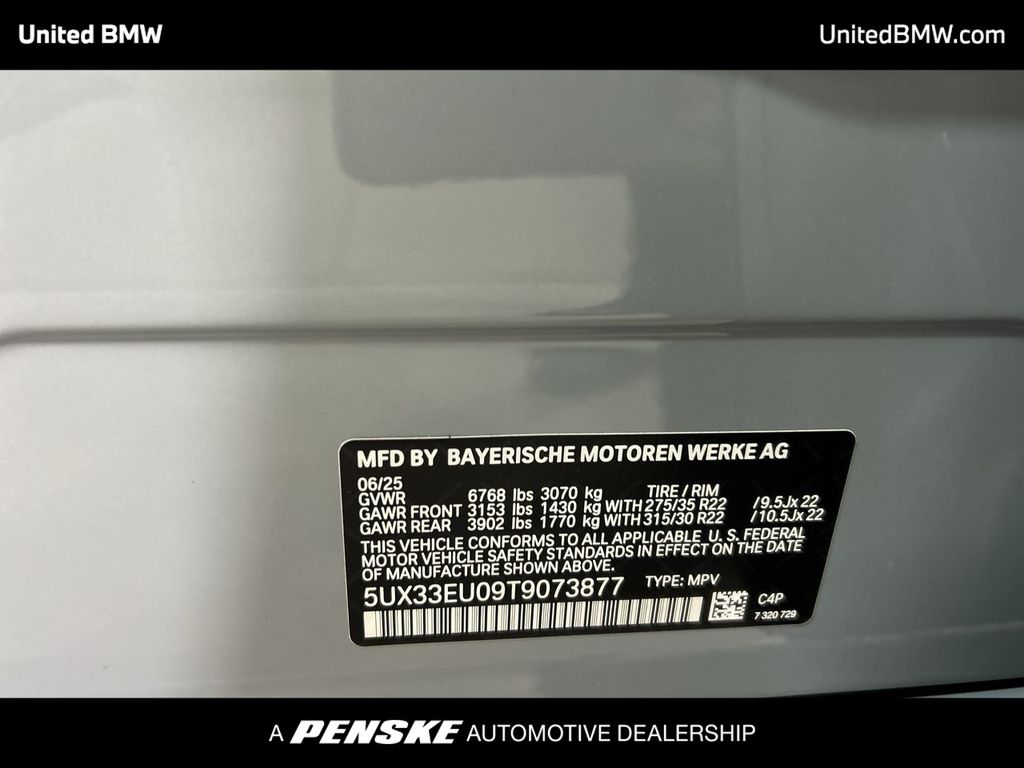 United BMW
UnitedBMW.com
MFD BY BAYERISCHE MOTOREN WERKE AG
06/25
TIRE / RIM
GVWR 6768 lbs 3070 kg
GAWR FRONT 3153 lbs 1430 kg WITH 275/35 R22 /9.5Jx22
GAWR REAR 3902 lbs 1770 kg WITH 315/30 R22 /10.5Jx22
THIS VEHICLE CONFORMS TO ALL APPLICABLE U. S. FEDERAL
MOTOR VEHICLE SAFETY STANDARDS IN EFFECT ON THE DATE
OF MANUFACTURE SHOWN ABOVE.
5UX33EU09T9073877 TYPE: MPV
C4P
7 320 729
A PENSKE AUTOMOTIVE DEALERSHIP